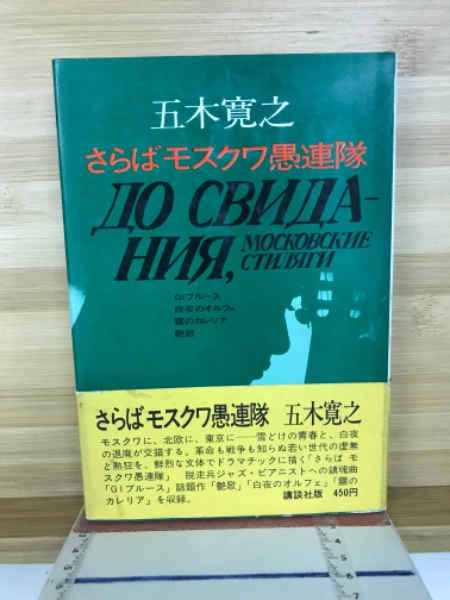 五木寛之
さらばモスクワ愚連隊
ДО СВИДА-
НИЯ, МОСКОВСКИЕ
СТИЛЯГИ
GIブルース
白夜のオルフェ
霧のカレリア
艶歌
さらばモスクワ愚連隊 五木寛之
モスクワに、北欧に、東京に――雪どけの青春と、白夜
の退廃が交錯する。革命も戦争も知らぬ若い世代の虚無
と熱狂を、鮮烈な文体でドラマチックに描く「さらば モ
スクワ愚連隊」 脱走兵ジャズ・ピアニストへの鎮魂曲
「GIブルース」話題作「艶歌」「白夜のオルフェ」「霧の
カレリア」を収録。 講談社版 450円